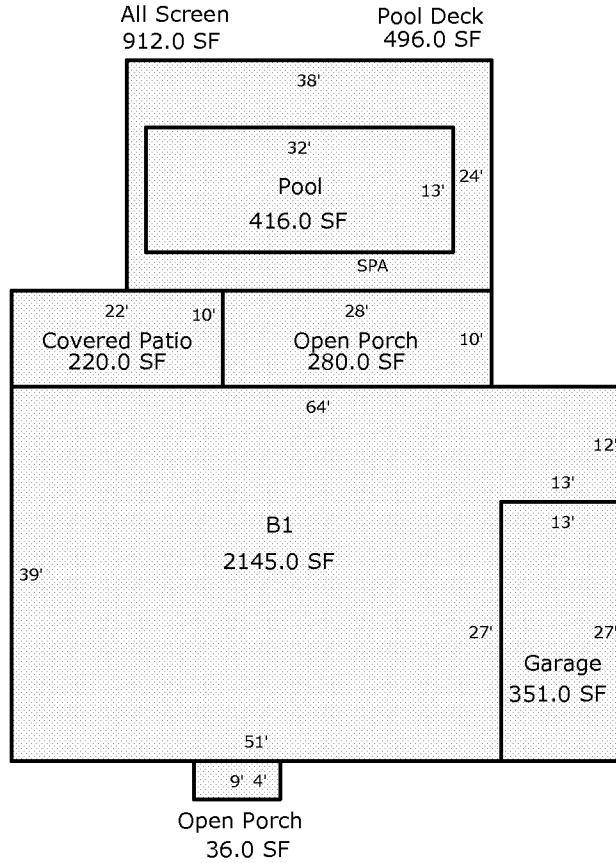 All Screen
912.0 SF
Pool Deck
496.0 SF
38'
32'
Pool
13'
24'
416.0 SF
SPA
22'
10'
Covered Patio
220.0 SF
28'
Open Porch
10'
280.0 SF
64'
12'
13'
13'
B1
2145.0 SF
39'
27'
27'
Garage
351.0 SF
51'
9' 4'
Open Porch
36.0 SF